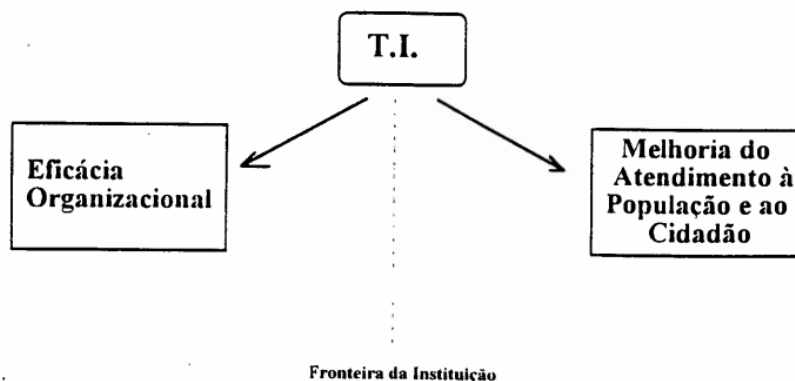 T.I.
Eficácia
Organizacional
Melhoria do
Atendimento à
População e ao
Cidadão
Fronteira da Instituição